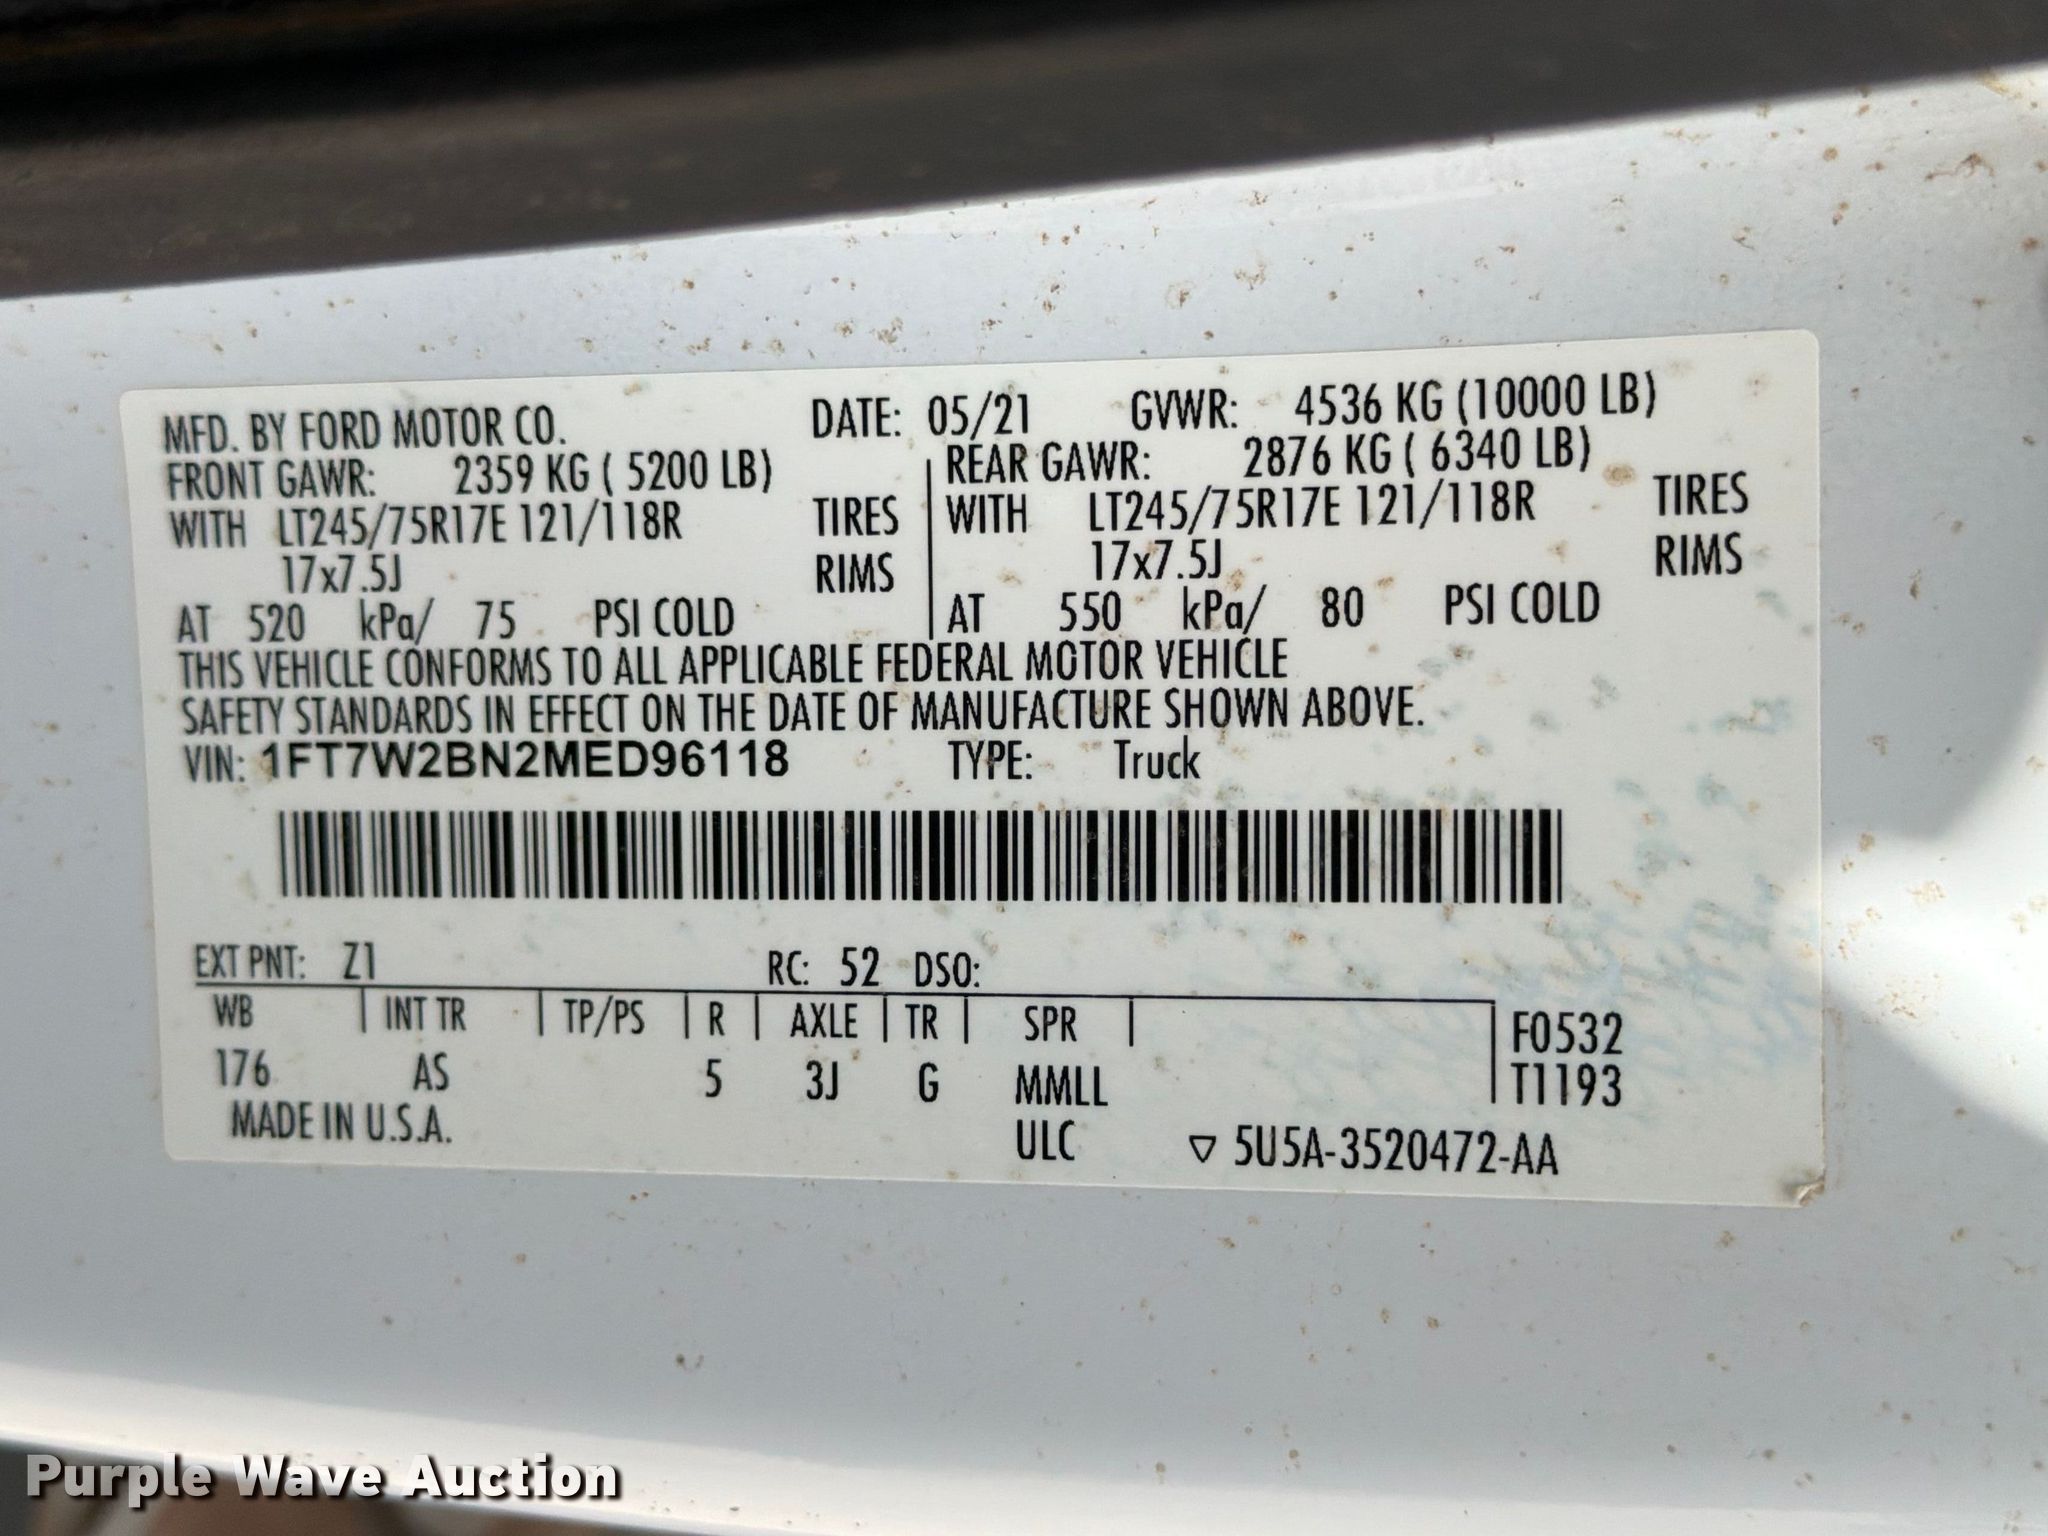 MFD. BY FORD MOTOR CO. DATE: 05/21 GVWR: 4536 KG (10000 LB)
FRONT GAWR: 2359 KG ( 5200 LB) REAR GAWR: 2876 KG ( 6340 LB)
WITH LT245/75R17E 121/118R TIRES WITH LT245/75R17E 121/118R TIRES
17x7.5J RIMS 17x7.5J RIMS
AT 520 kPa/ 75 PSI COLD AT 550 kPa/ 80 PSI COLD
THIS VEHICLE CONFORMS TO ALL APPLICABLE FEDERAL MOTOR VEHICLE
SAFETY STANDARDS IN EFFECT ON THE DATE OF MANUFACTURE SHOWN ABOVE.
VIN: 1FT7W2BN2MED96118 TYPE: Truck
EXT PNT: Z1 RC: 52 DSO:
WB INT TR TP/PS R AXLE TR SPR F0532
176 AS 5 3J G MMLL T1193
MADE IN U.S.A. ULC ▽ 5U5A-3520472-AA
Purple Wave Auction